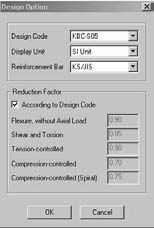 Design Option
Design Code KBC-S05
Display Unit SI Unit
Reinforcement Bar KS/JIS
Reduction Factor
According to Design Code
Flexure, without Axial Load 0.90
Shear and Torsion 0.85
Tension-controlled 0.90
Compression-controlled 0.70
Compression-controlled (Spiral) 0.75
OK Cancel